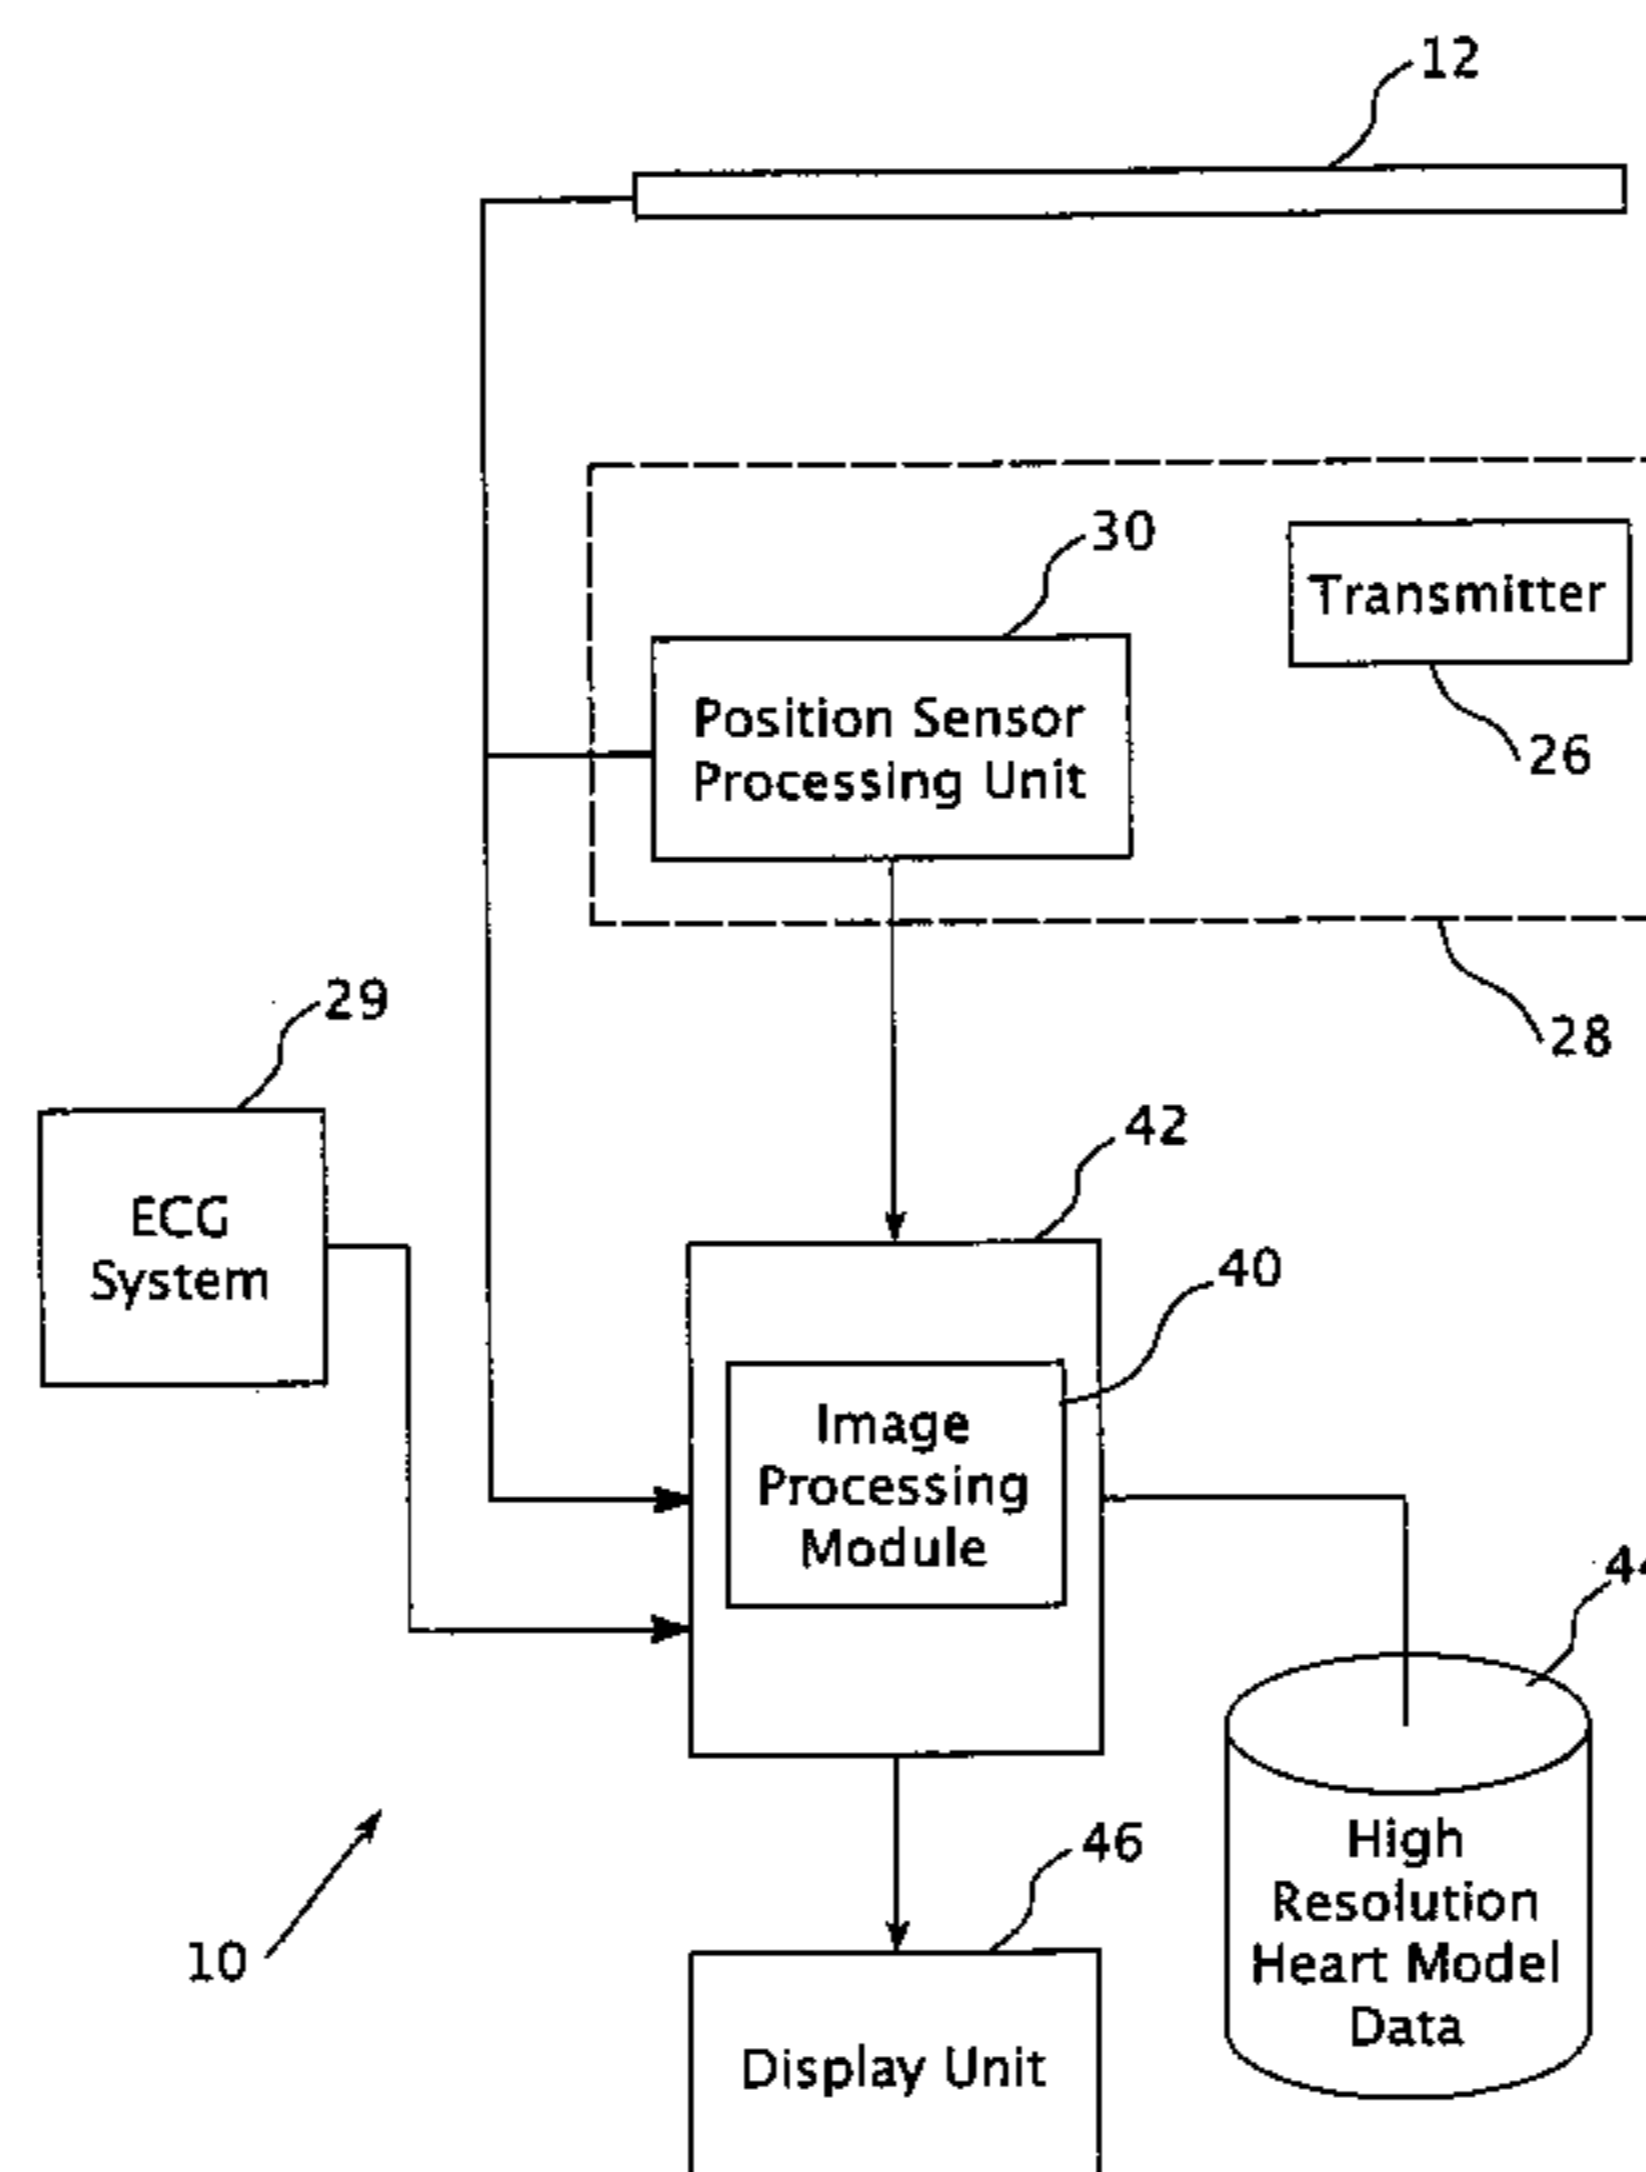 12
30
Transmitter
Position Sensor
Processing Unit
26
29
28
42
ECG
System
40
Image
Processing
Module
44
High
Resolution
Heart Model
Data
46
10
Display Unit